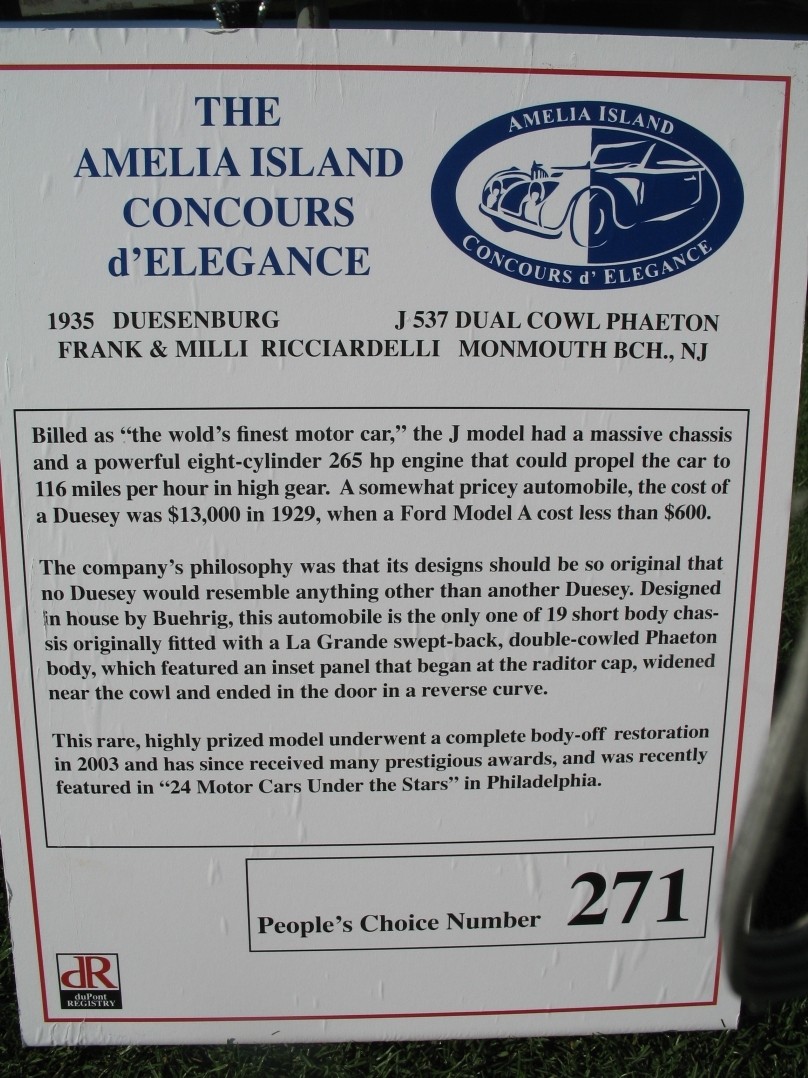 THE
AMELIA ISLAND
CONCOURS
d'ELEGANCE
AMELIA ISLAND
CONCOURS d' ELEGANCE
1935 DUESENBURG J 537 DUAL COWL PHAETON
FRANK & MILLI RICCIARDELLI MONMOUTH BCH., NJ
Billed as “the wold's finest motor car,” the J model had a massive chassis
and a powerful eight-cylinder 265 hp engine that could propel the car to
116 miles per hour in high gear. A somewhat pricey automobile, the cost of
a Duesey was $13,000 in 1929, when a Ford Model A cost less than $600.
The company's philosophy was that its designs should be so original that
no Duesey would resemble anything other than another Duesey. Designed
in house by Buehrig, this automobile is the only one of 19 short body chas-
sis originally fitted with a La Grande swept-back, double-cowled Phaeton
body, which featured an inset panel that began at the raditor cap, widened
near the cowl and ended in the door in a reverse curve.
This rare, highly prized model underwent a complete body-off restoration
in 2003 and has since received many prestigious awards, and was recently
featured in “24 Motor Cars Under the Stars” in Philadelphia.
People's Choice Number 271
dR
duPont
REGISTRY